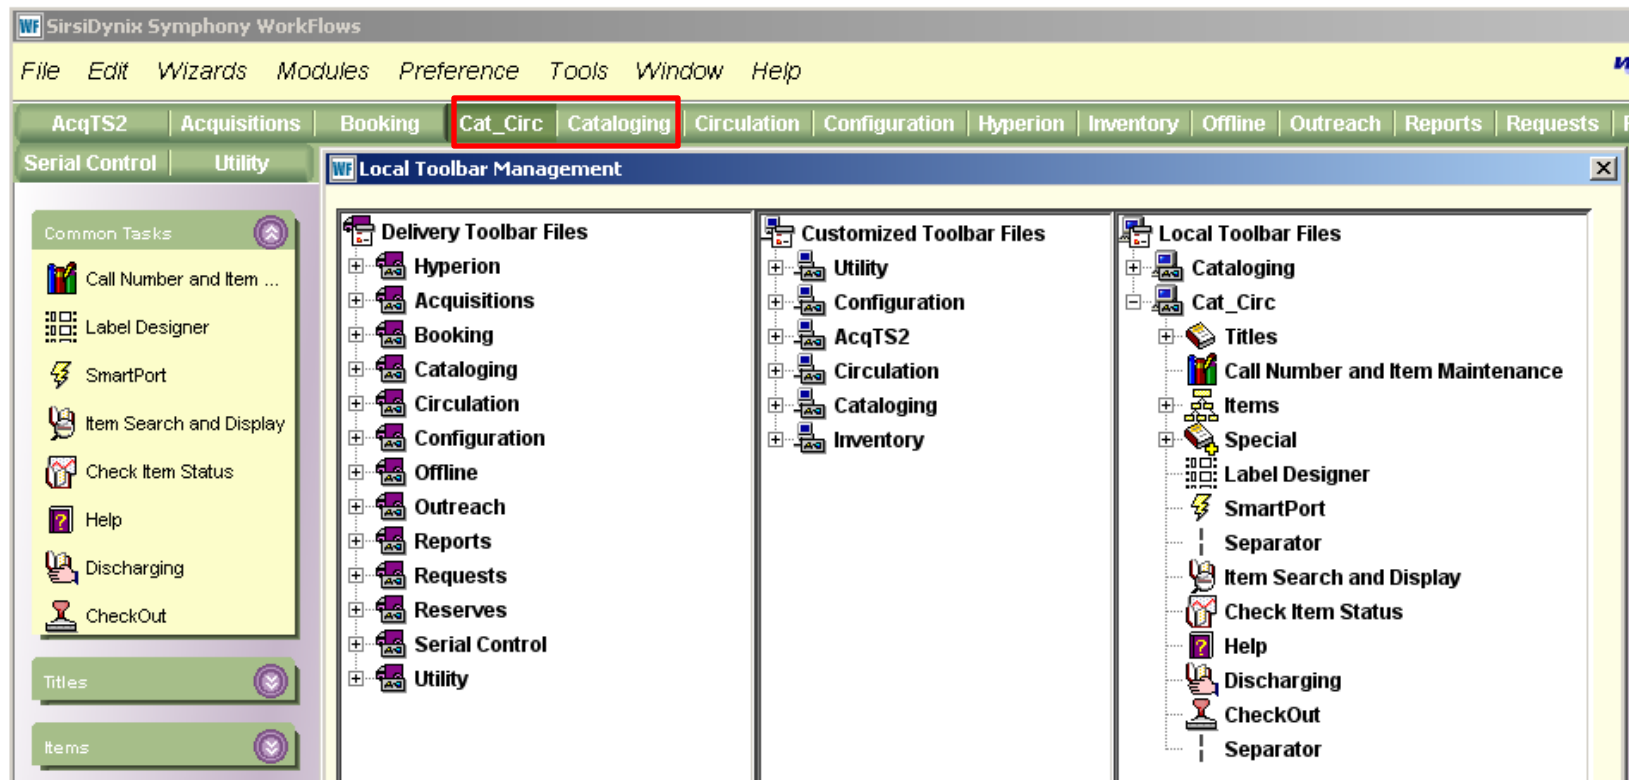 WF SirsiDynix Symphony WorkFlows
File Edit Wizards Modules Preference Tools Window Help
AcqTS2 Acquisitions Booking Cat_Circ Cataloging Circulation Configuration Hyperion Inventory Offline Outreach Reports Requests
Serial Control Utility
WF Local Toolbar Management
Common Tasks
Call Number and Item ...
Label Designer
SmartPort
Item Search and Display
Check Item Status
Help
Discharging
CheckOut
Titles
Items
Delivery Toolbar Files
Hyperion
Acquisitions
Booking
Cataloging
Circulation
Configuration
Offline
Outreach
Reports
Requests
Reserves
Serial Control
Utility
Customized Toolbar Files
Utility
Configuration
AcqTS2
Circulation
Cataloging
Inventory
Local Toolbar Files
Cataloging
Cat_Circ
Titles
Call Number and Item Maintenance
Items
Special
Label Designer
SmartPort
Separator
Item Search and Display
Check Item Status
Help
Discharging
CheckOut
Separator